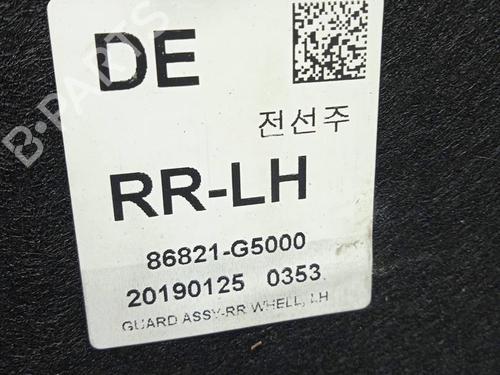 DE
전선주
RR-LH
86821-G5000
20190125 0353
GUARD ASSY-RR WHELL, LH
B-PARTS